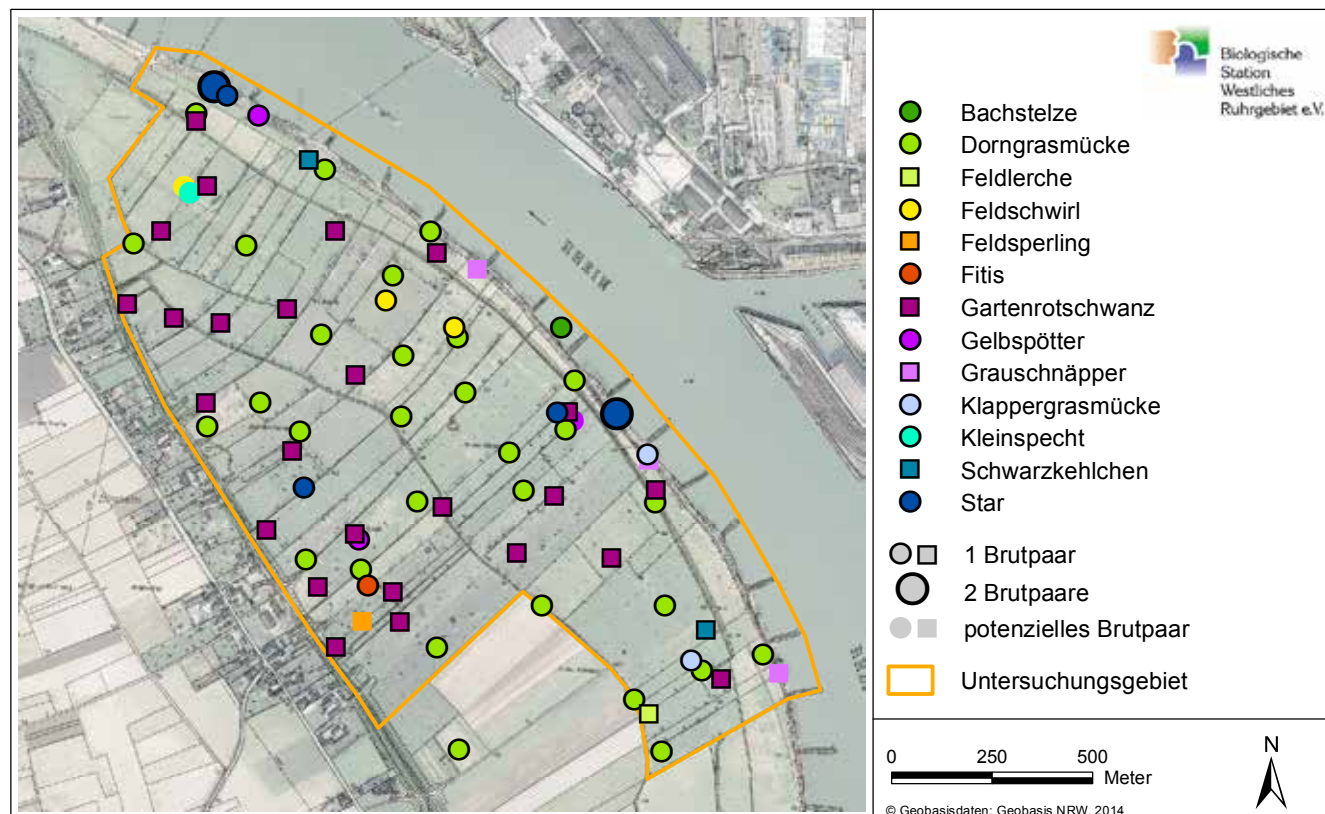 Biologische
Station
Westliches
Ruhrgebiet e.V.
Bachstelze
Dorngrasmücke
Feldlerche
Feldschwirl
Feldsperling
Fitis
Gartenrotschwanz
Gelbspötter
Grauschnäpper
Klappergrasmücke
Kleinspecht
Schwarzkehlchen
Star
1 Brutpaar
2 Brutpaare
potenzielles Brutpaar
Untersuchungsgebiet
0 250 500
Meter
N
© Geobasisdaten: Geobasis NRW, 2014
RHEIN